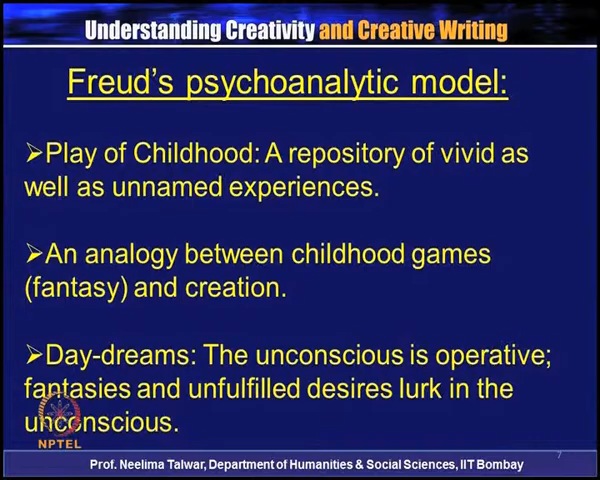 Understanding Creativity and Creative Writing
Freud's psychoanalytic model:
➢Play of Childhood: A repository of vivid as
well as unnamed experiences.
➢An analogy between childhood games
(fantasy) and creation.
➢Day-dreams: The unconscious is operative;
fantasies and unfulfilled desires lurk in the
unconscious.
NPTEL
7
Prof. Neelima Talwar, Department of Humanities & Social Sciences, IIT Bombay